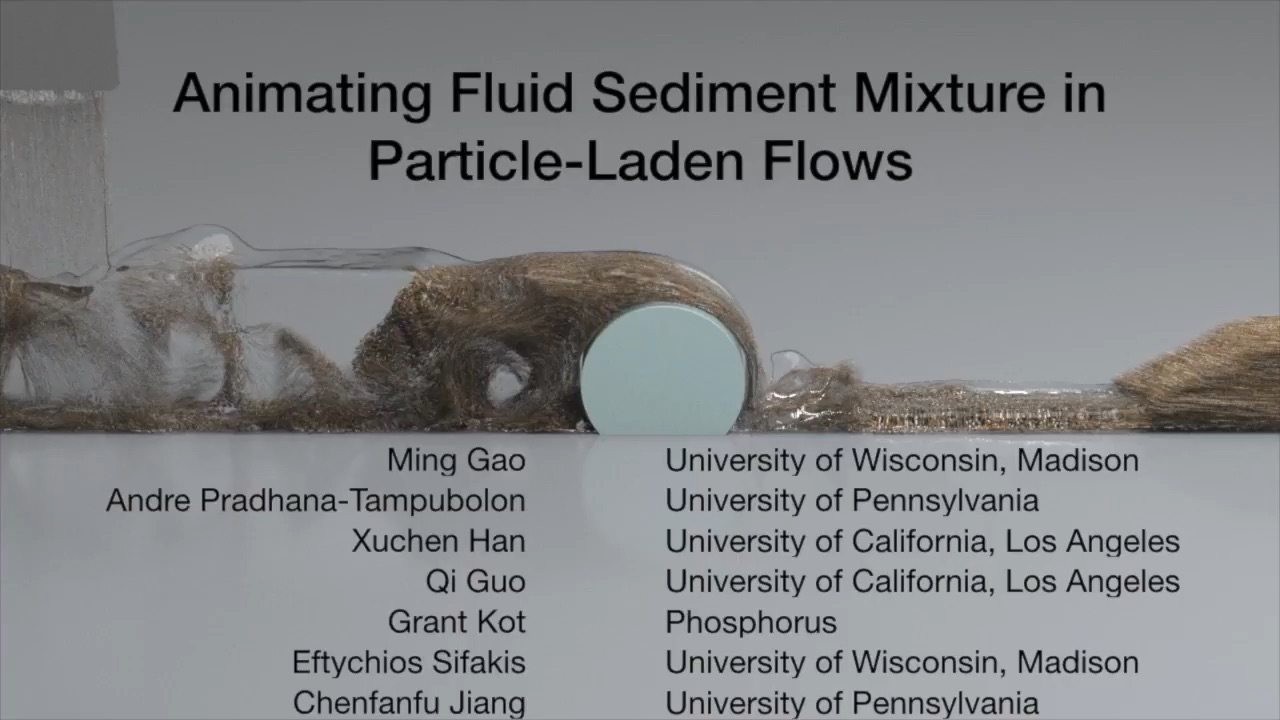 Animating Fluid Sediment Mixture in
Particle-Laden Flows
Ming Gao University of Wisconsin, Madison
Andre Pradhana-Tampubolon University of Pennsylvania
Xuchen Han University of California, Los Angeles
Qi Guo University of California, Los Angeles
Grant Kot Phosphorus
Eftychios Sifakis University of Wisconsin, Madison
Chenfanfu Jiang University of Pennsylvania